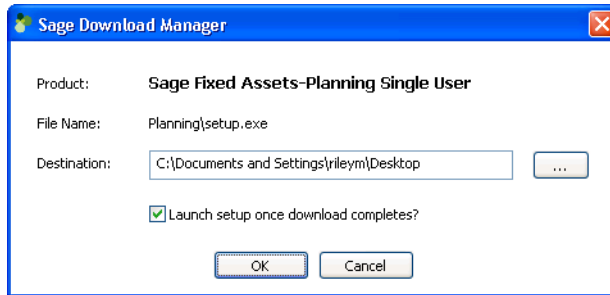 Sage Download Manager
Product: Sage Fixed Assets-Planning Single User
File Name: Planning\setup.exe
Destination: C:\Documents and Settings\rileym\Desktop ...
Launch setup once download completes?
OK Cancel